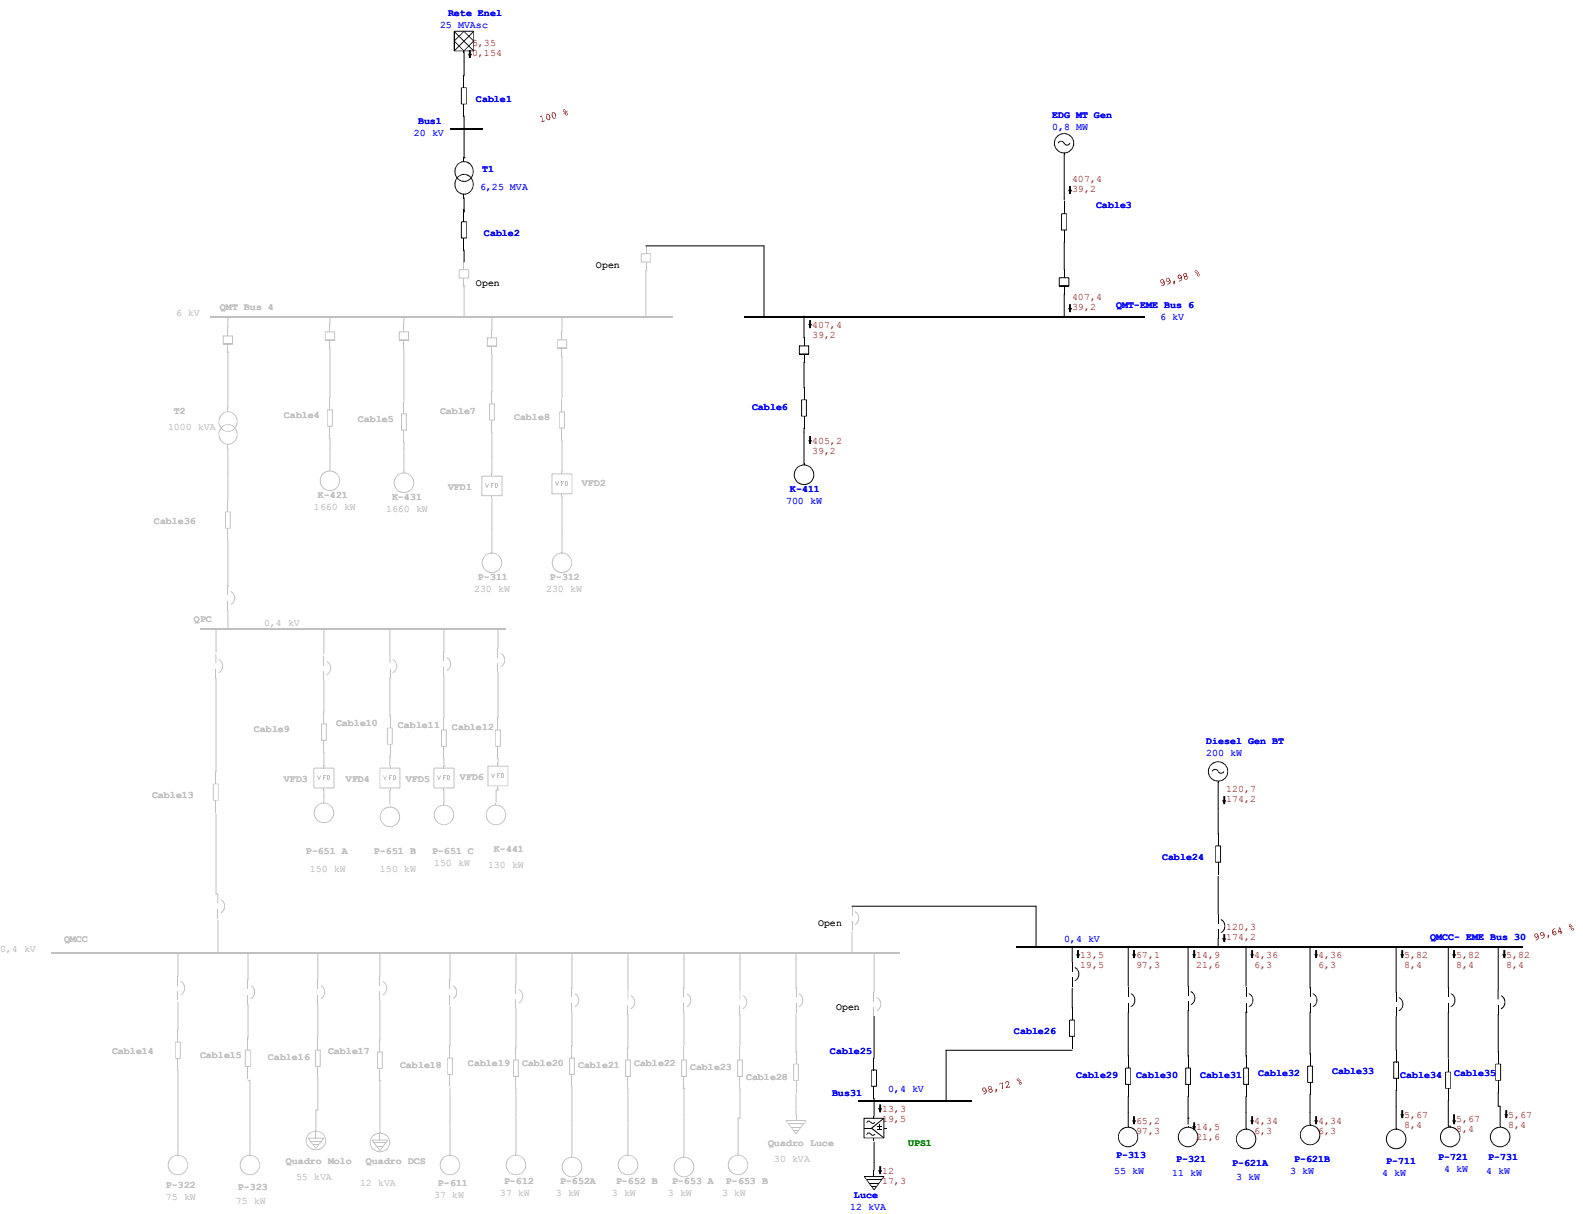 Rete Enel
25 MVAsc
5,35
0,154
Cable1
Bus1
20 kV
100 %
T1
6,25 MVA
Cable2
Open
EDG MT Gen
0,8 MW
407,4
39,2
Cable3
Open
99,98 %
407,4
39,2
QMT-EME Bus 6
6 kV
6 kV
QMT Bus 4
407,4
39,2
Cable6
405,2
39,2
K-411
700 kW
T2
1000 kVA
Cable4
Cable5
Cable7
Cable8
K-421
1660 kW
K-431
1660 kW
VFD1
VFD
VFD
VFD2
P-311
230 kW
P-312
230 kW
Cable36
QPC
0,4 kV
Cable9
Cable10
Cable11
Cable12
VFD3
VFD
VFD4
VFD
VFD5
VFD
VFD6
VFD
Cable13
P-651 A
150 kW
P-651 B
150 kW
P-651 C
150 kW
K-441
130 kW
Diesel Gen BT
200 kW
120,7
174,2
Cable24
120,3
174,2
Open
0,4 kV
QMCC
0,4 kV
QMCC- EME Bus 30
99,64 %
13,5
19,5
67,1
97,3
14,9
21,6
4,36
6,3
4,36
6,3
5,82
8,4
5,82
8,4
5,82
8,4
Open
Cable26
Cable14
Cable15
Cable16
Cable17
Cable18
Cable19
Cable20
Cable21
Cable22
Cable23
Cable28
Cable25
Bus31
0,4 kV
98,72 %
Cable29
Cable30
Cable31
Cable32
Cable33
Cable34
Cable35
13,3
19,5
UPS1
12
17,3
Luce
12 kVA
65,2
97,3
14,5
21,6
4,34
6,3
4,34
6,3
5,67
8,4
5,67
8,4
5,67
8,4
P-313
55 kW
P-321
11 kW
P-621A
3 kW
P-621B
3 kW
P-711
4 kW
P-721
4 kW
P-731
4 kW
P-322
75 kW
P-323
75 kW
Quadro Molo
55 kVA
Quadro DCS
12 kVA
P-611
37 kW
P-612
37 kW
P-652A
3 kW
P-652 B
3 kW
P-653 A
3 kW
P-653 B
3 kW
Quadro Luce
30 kVA